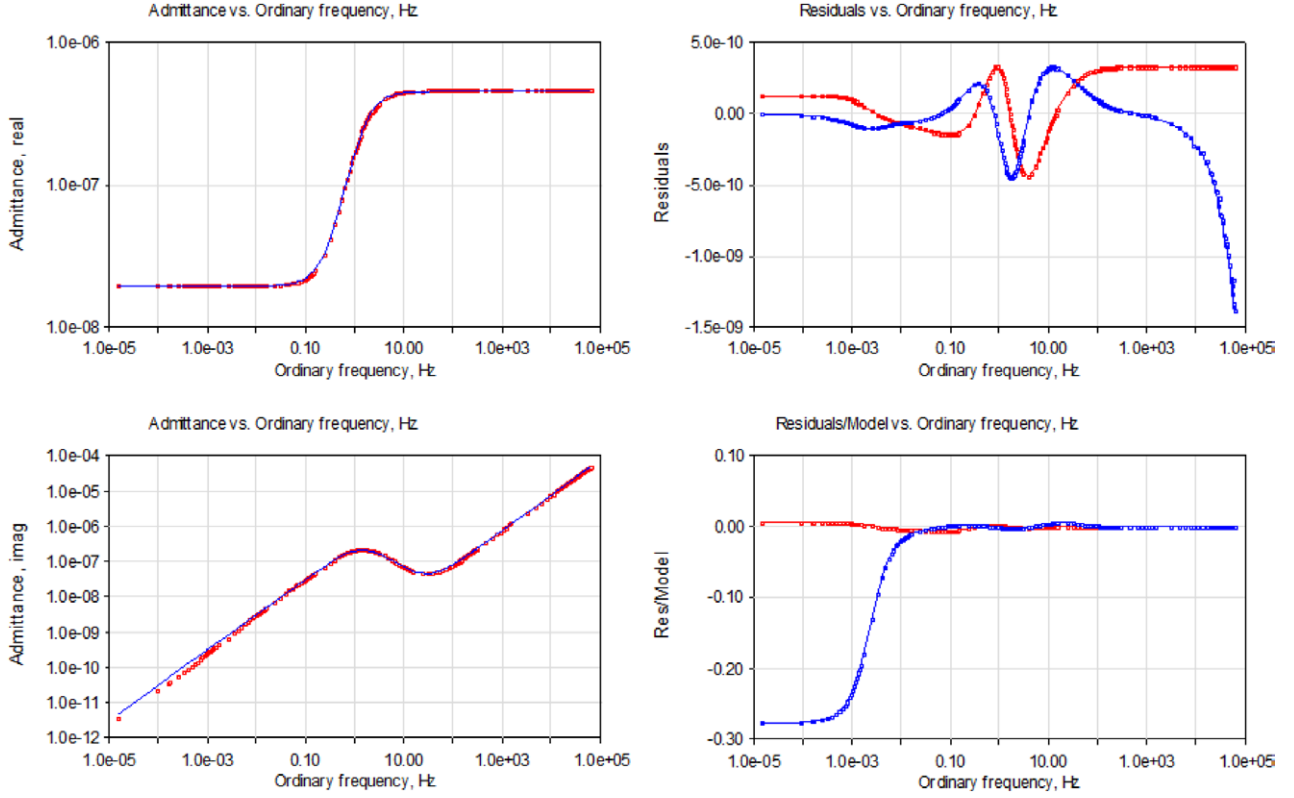 Admittance vs. Ordinary frequency, Hz
1.0e-06
1.0e-07
1.0e-08
Admittance, real
1.0e-05 1.0e-03 0.10 10.00 1.0e+03 1.0e+05
Ordinary frequency, Hz
Residuals vs. Ordinary frequency, Hz
5.0e-10
0.00
-5.0e-10
-1.0e-09
-1.5e-09
Residuals
1.0e-05 1.0e-03 0.10 10.00 1.0e+03 1.0e+05
Ordinary frequency, Hz
Admittance vs. Ordinary frequency, Hz
1.0e-04
1.0e-05
1.0e-06
1.0e-07
1.0e-08
1.0e-09
1.0e-10
1.0e-11
1.0e-12
Admittance, imag
1.0e-05 1.0e-03 0.10 10.00 1.0e+03 1.0e+05
Ordinary frequency, Hz
Residuals/Model vs. Ordinary frequency, Hz
0.10
0.00
-0.10
-0.20
-0.30
Res/Model
1.0e-05 1.0e-03 0.10 10.00 1.0e+03 1.0e+05
Ordinary frequency, Hz